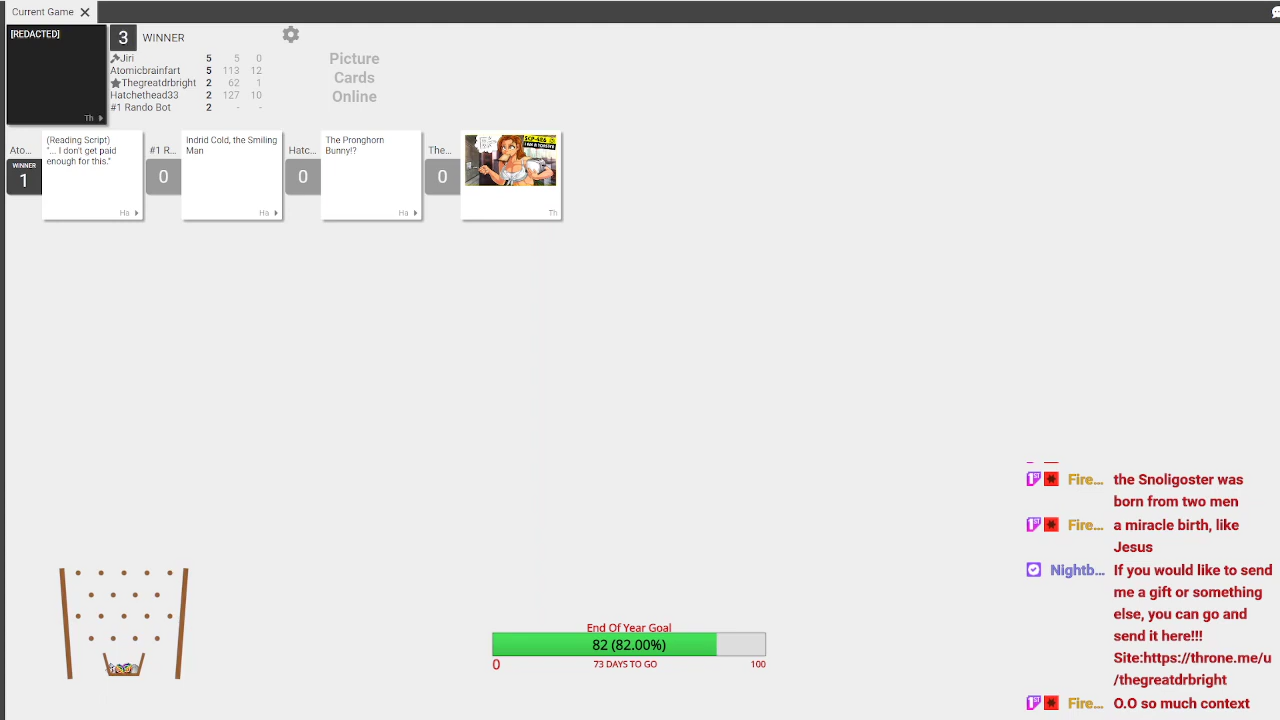 Current Game
[REDACTED]
Th
3 WINNER
Jiri 5 5 0
Atomicbrainfart 5 113 12
Thegreatdrbright 2 62 1
Hatchethead33 2 127 10
#1 Rando Bot 2 - -
Picture
Cards
Online
Ato...
WINNER
1
(Reading Script)
"... I don't get paid
enough for this."
Ha
#1 R...
0
Indrid Cold, the Smiling
Man
Ha
Hatc...
0
The Pronghorn
Bunny!?
Ha
The...
0
Th
Fire... the Snoligoster was
born from two men
Fire... a miracle birth, like
Jesus
Nightb... If you would like to send
me a gift or something
else, you can go and
send it here!!!
Site:https://throne.me/u
/thegreatdrbright
Fire... O.O so much context
End Of Year Goal
82 (82.00%)
0 73 DAYS TO GO 100